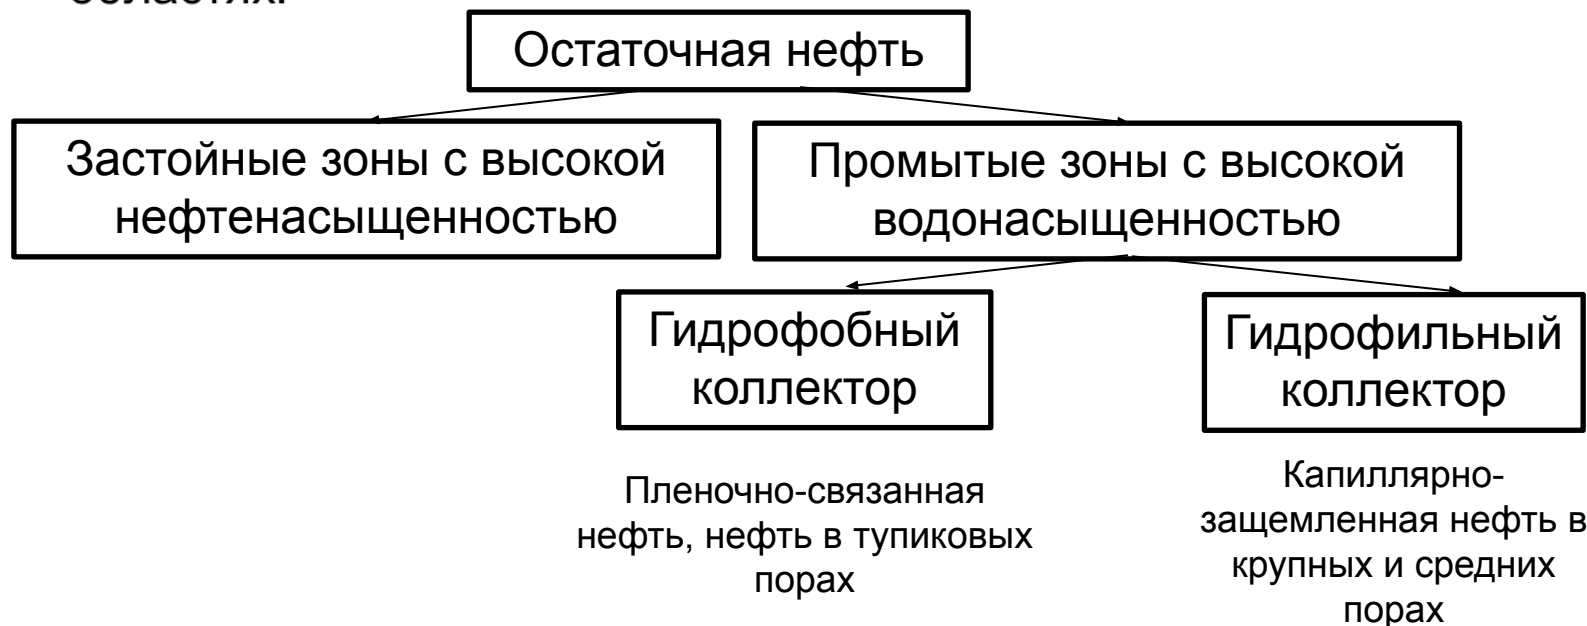 Остаточная нефть
Застойные зоны с высокой
нефтенасыщенностью
Промытые зоны с высокой
водонасыщенностью
Гидрофобный
коллектор
Гидрофильный
коллектор
Пленочно-связанная
нефть, нефть в тупиковых
порах
Капиллярно-
защемленная нефть в
крупных и средних
порах